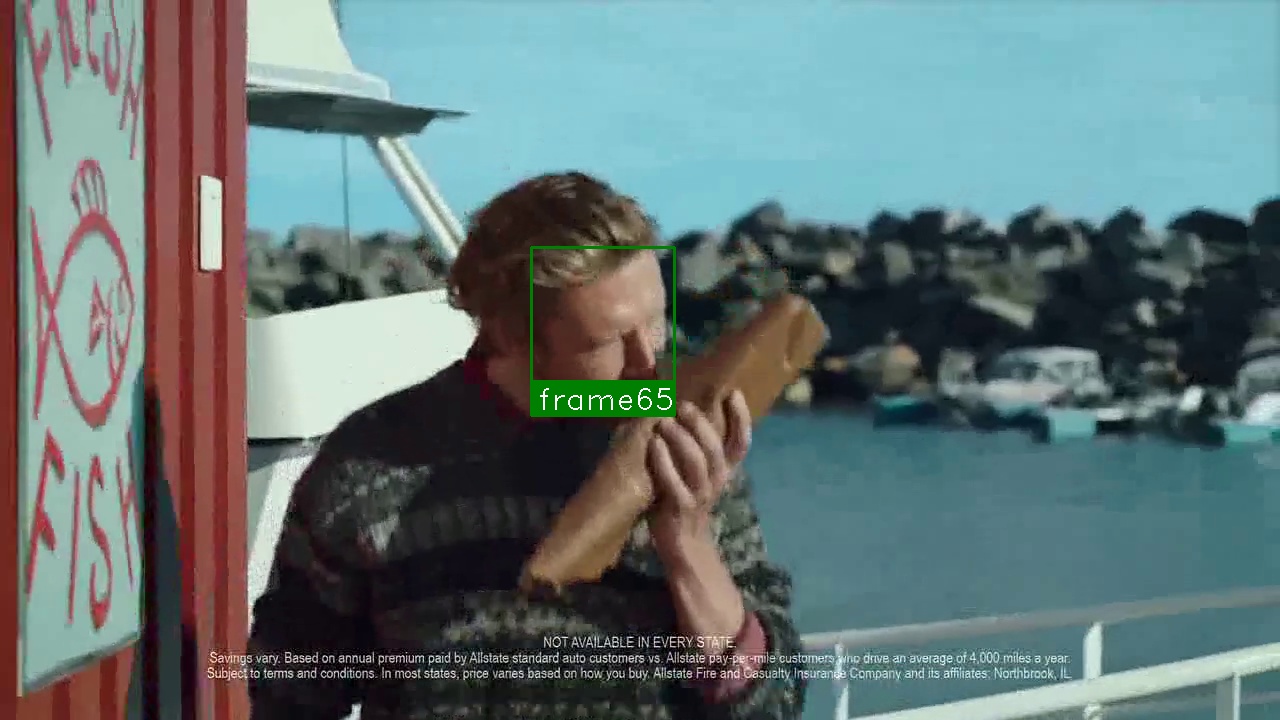 FRESH
FISH
frame65
NOT AVAILABLE IN EVERY STATE.
Savings vary. Based on annual premium paid by Allstate standard auto customers vs. Allstate pay-per-mile customers who drive an average of 4,000 miles a year.
Subject to terms and conditions. In most states, price varies based on how you buy. Allstate Fire and Casualty Insurance Company and its affiliates; Northbrook, IL.